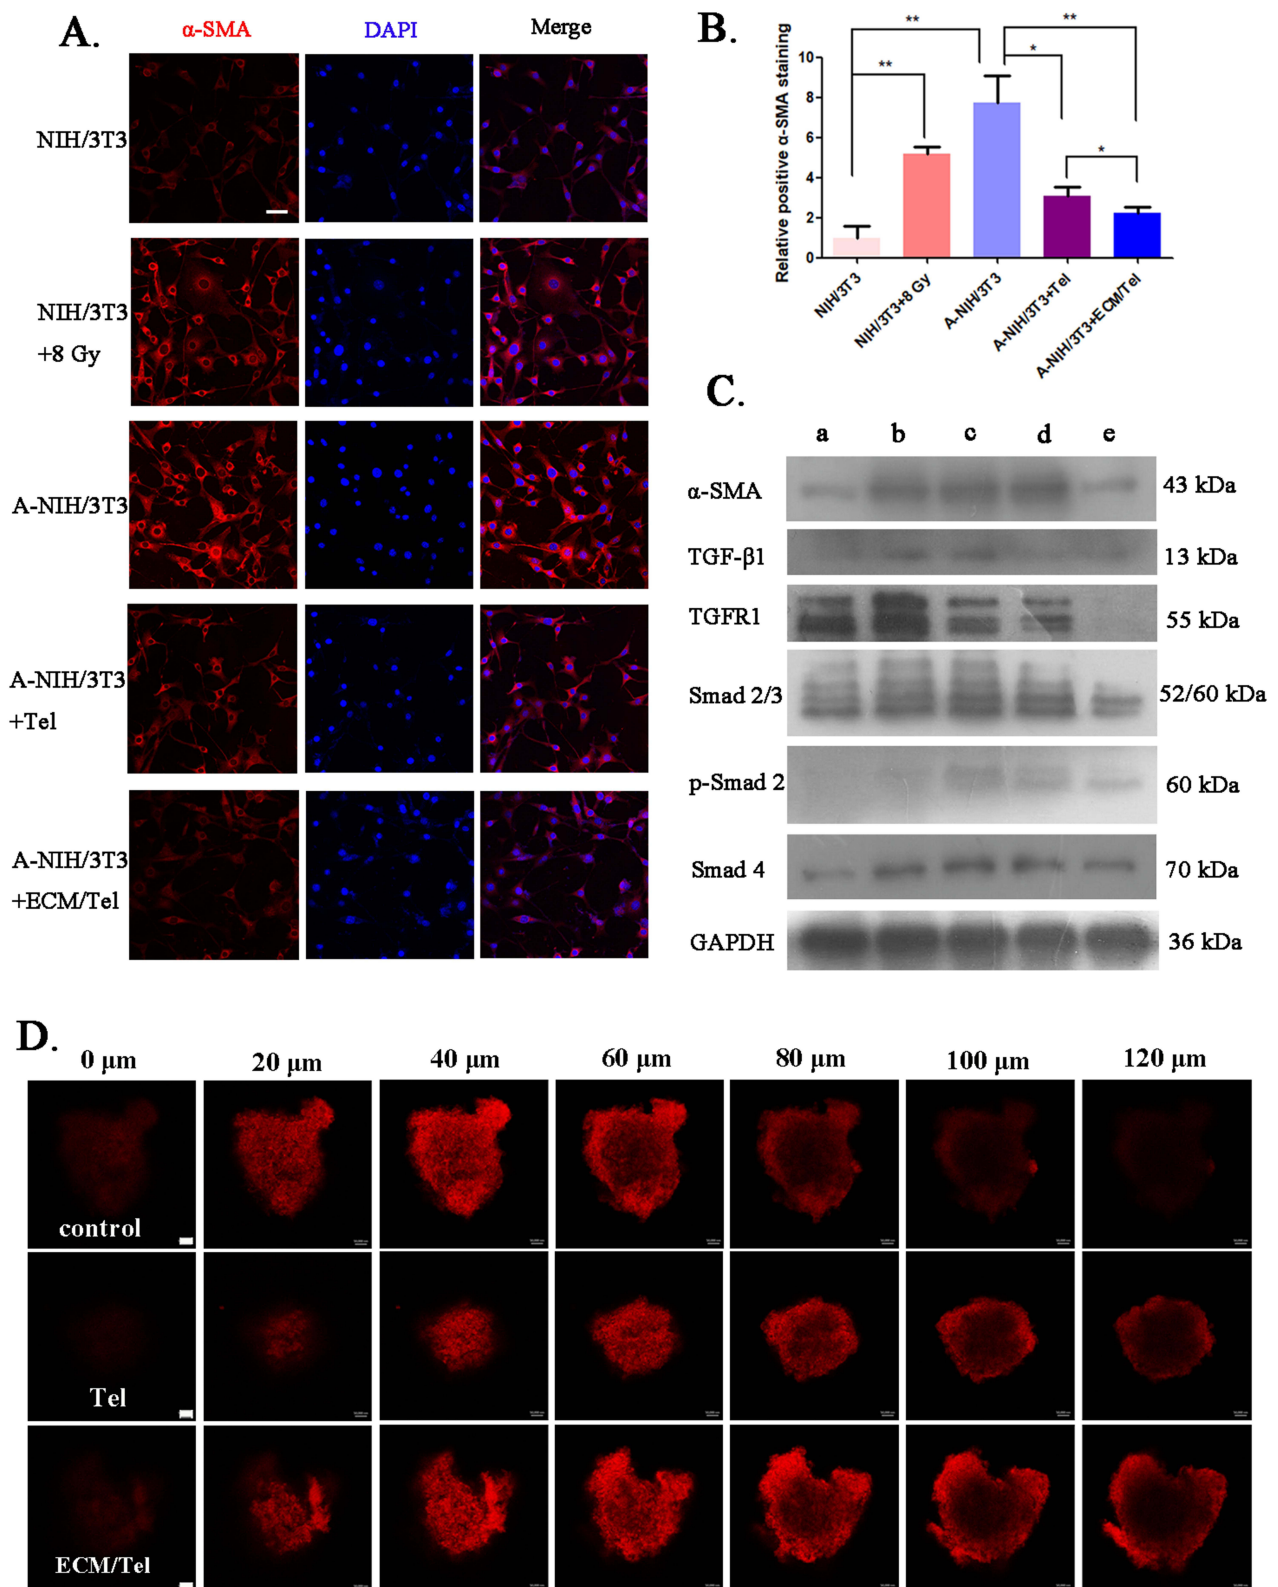 A.
α-SMA DAPI Merge
NIH/3T3
NIH/3T3
+8 Gy
A-NIH/3T3
A-NIH/3T3
+Tel
A-NIH/3T3
+ECM/Tel
B.
Relative positive α-SMA staining
10
8
6
4
2
0
**
**
**
*
*
NIH/3T3
NIH/3T3+8 Gy
A-NIH/3T3
A-NIH/3T3+Tel
A-NIH/3T3+ECM/Tel
C.
a b c d e
α-SMA 43 kDa
TGF-β1 13 kDa
TGFR1 55 kDa
Smad 2/3 52/60 kDa
p-Smad 2 60 kDa
Smad 4 70 kDa
GAPDH 36 kDa
D.
0 μm 20 μm 40 μm 60 μm 80 μm 100 μm 120 μm
control
Tel
ECM/Tel